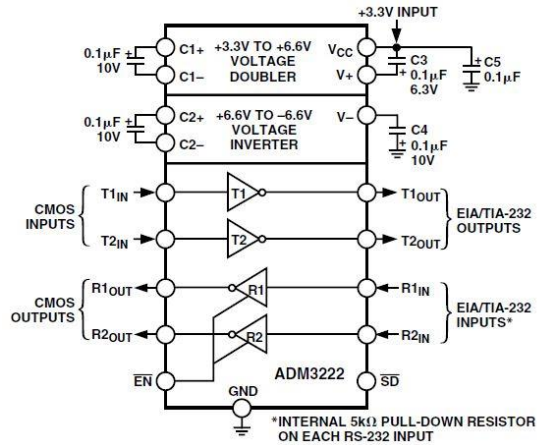 +3.3V INPUT
0.1µF
10V
+
C1+
C1–
+3.3V TO +6.6V
VOLTAGE
DOUBLER
VCC
V+
C3
+
0.1µF
6.3V
+
C5
0.1µF
0.1µF
10V
+
C2+
C2–
+6.6V TO –6.6V
VOLTAGE
INVERTER
V–
C4
+
0.1µF
10V
CMOS
INPUTS
T1IN
T2IN
T1
T2
T1OUT
T2OUT
EIA/TIA-232
OUTPUTS
CMOS
OUTPUTS
R1OUT
R2OUT
R1
R2
R1IN
R2IN
EIA/TIA-232
INPUTS*
EN
ADM3222
SD
GND
*INTERNAL 5kΩ PULL-DOWN RESISTOR
ON EACH RS-232 INPUT